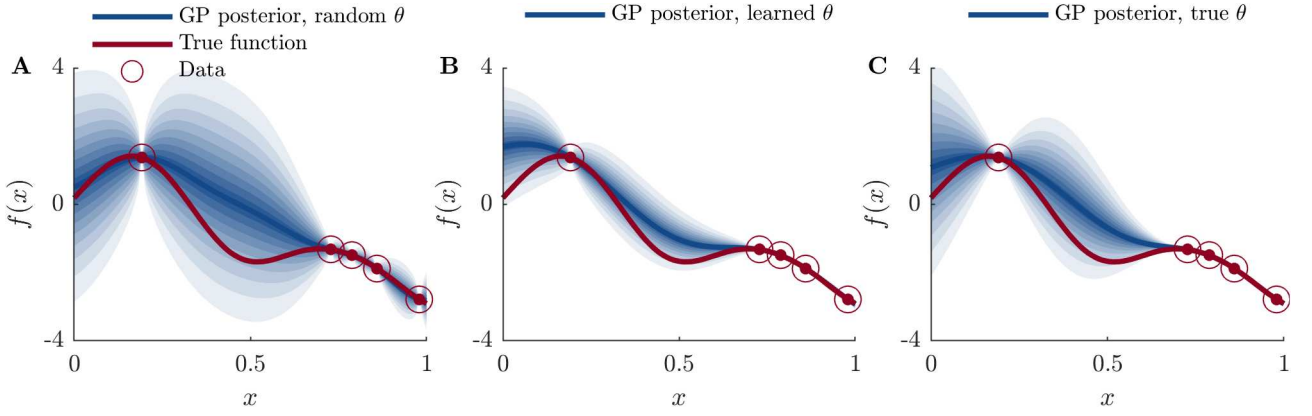 GP posterior, random θ
True function
Data
A
4
0
-4
f(x)
0
0.5
1
x
GP posterior, learned θ
B
4
0
-4
f(x)
0
0.5
1
x
GP posterior, true θ
C
4
0
-4
f(x)
0
0.5
1
x